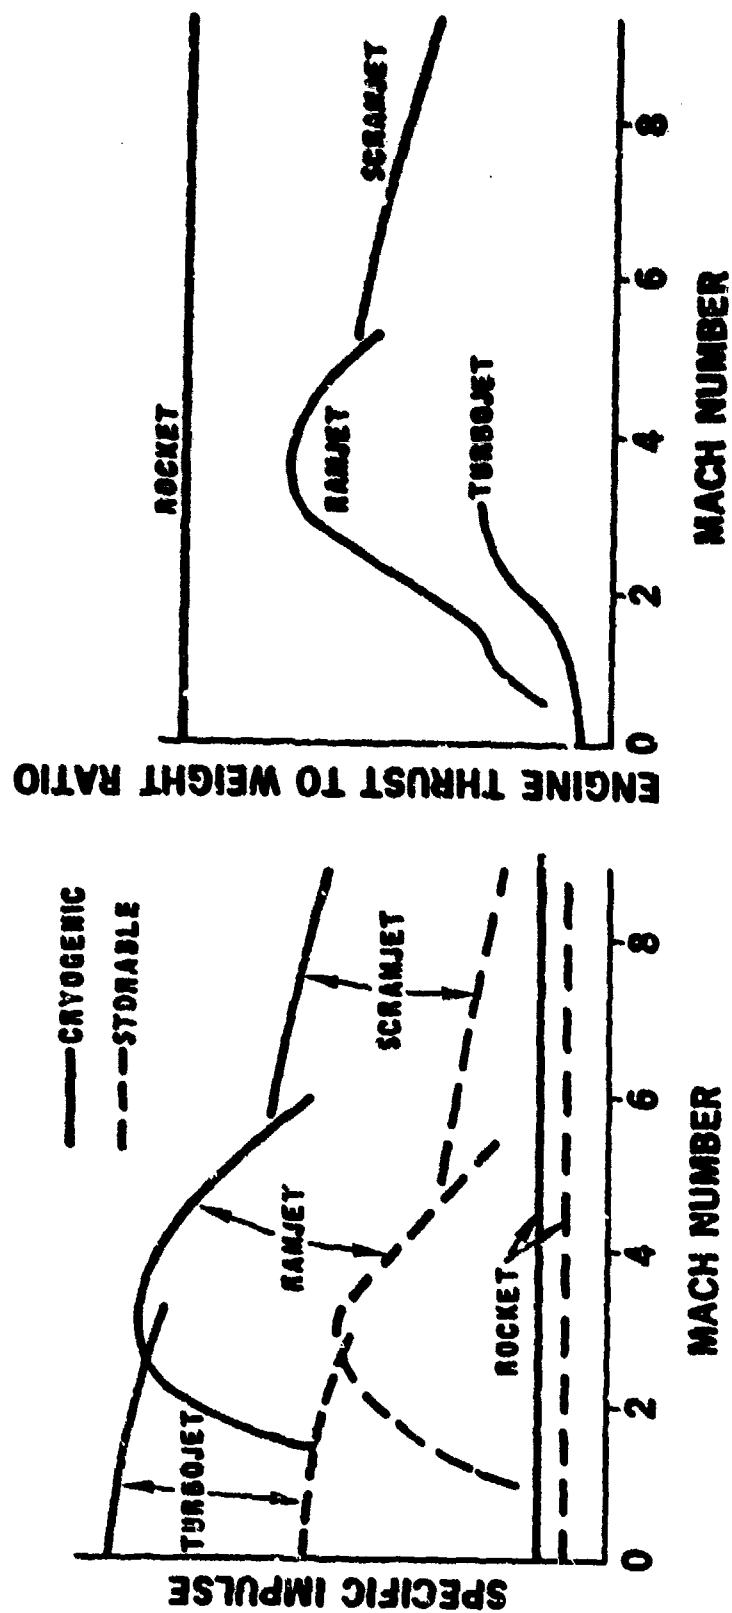 SPECIFIC IMPULSE
CRYOGENIC
STORABLE
TURBOJET
RAMJET
SCRAMJET
ROCKET
0 2 4 6 8
MACH NUMBER
ENGINE THRUST TO WEIGHT RATIO
ROCKET
RAMJET
SCRAMJET
TURBOJET
0 2 4 6 8
MACH NUMBER